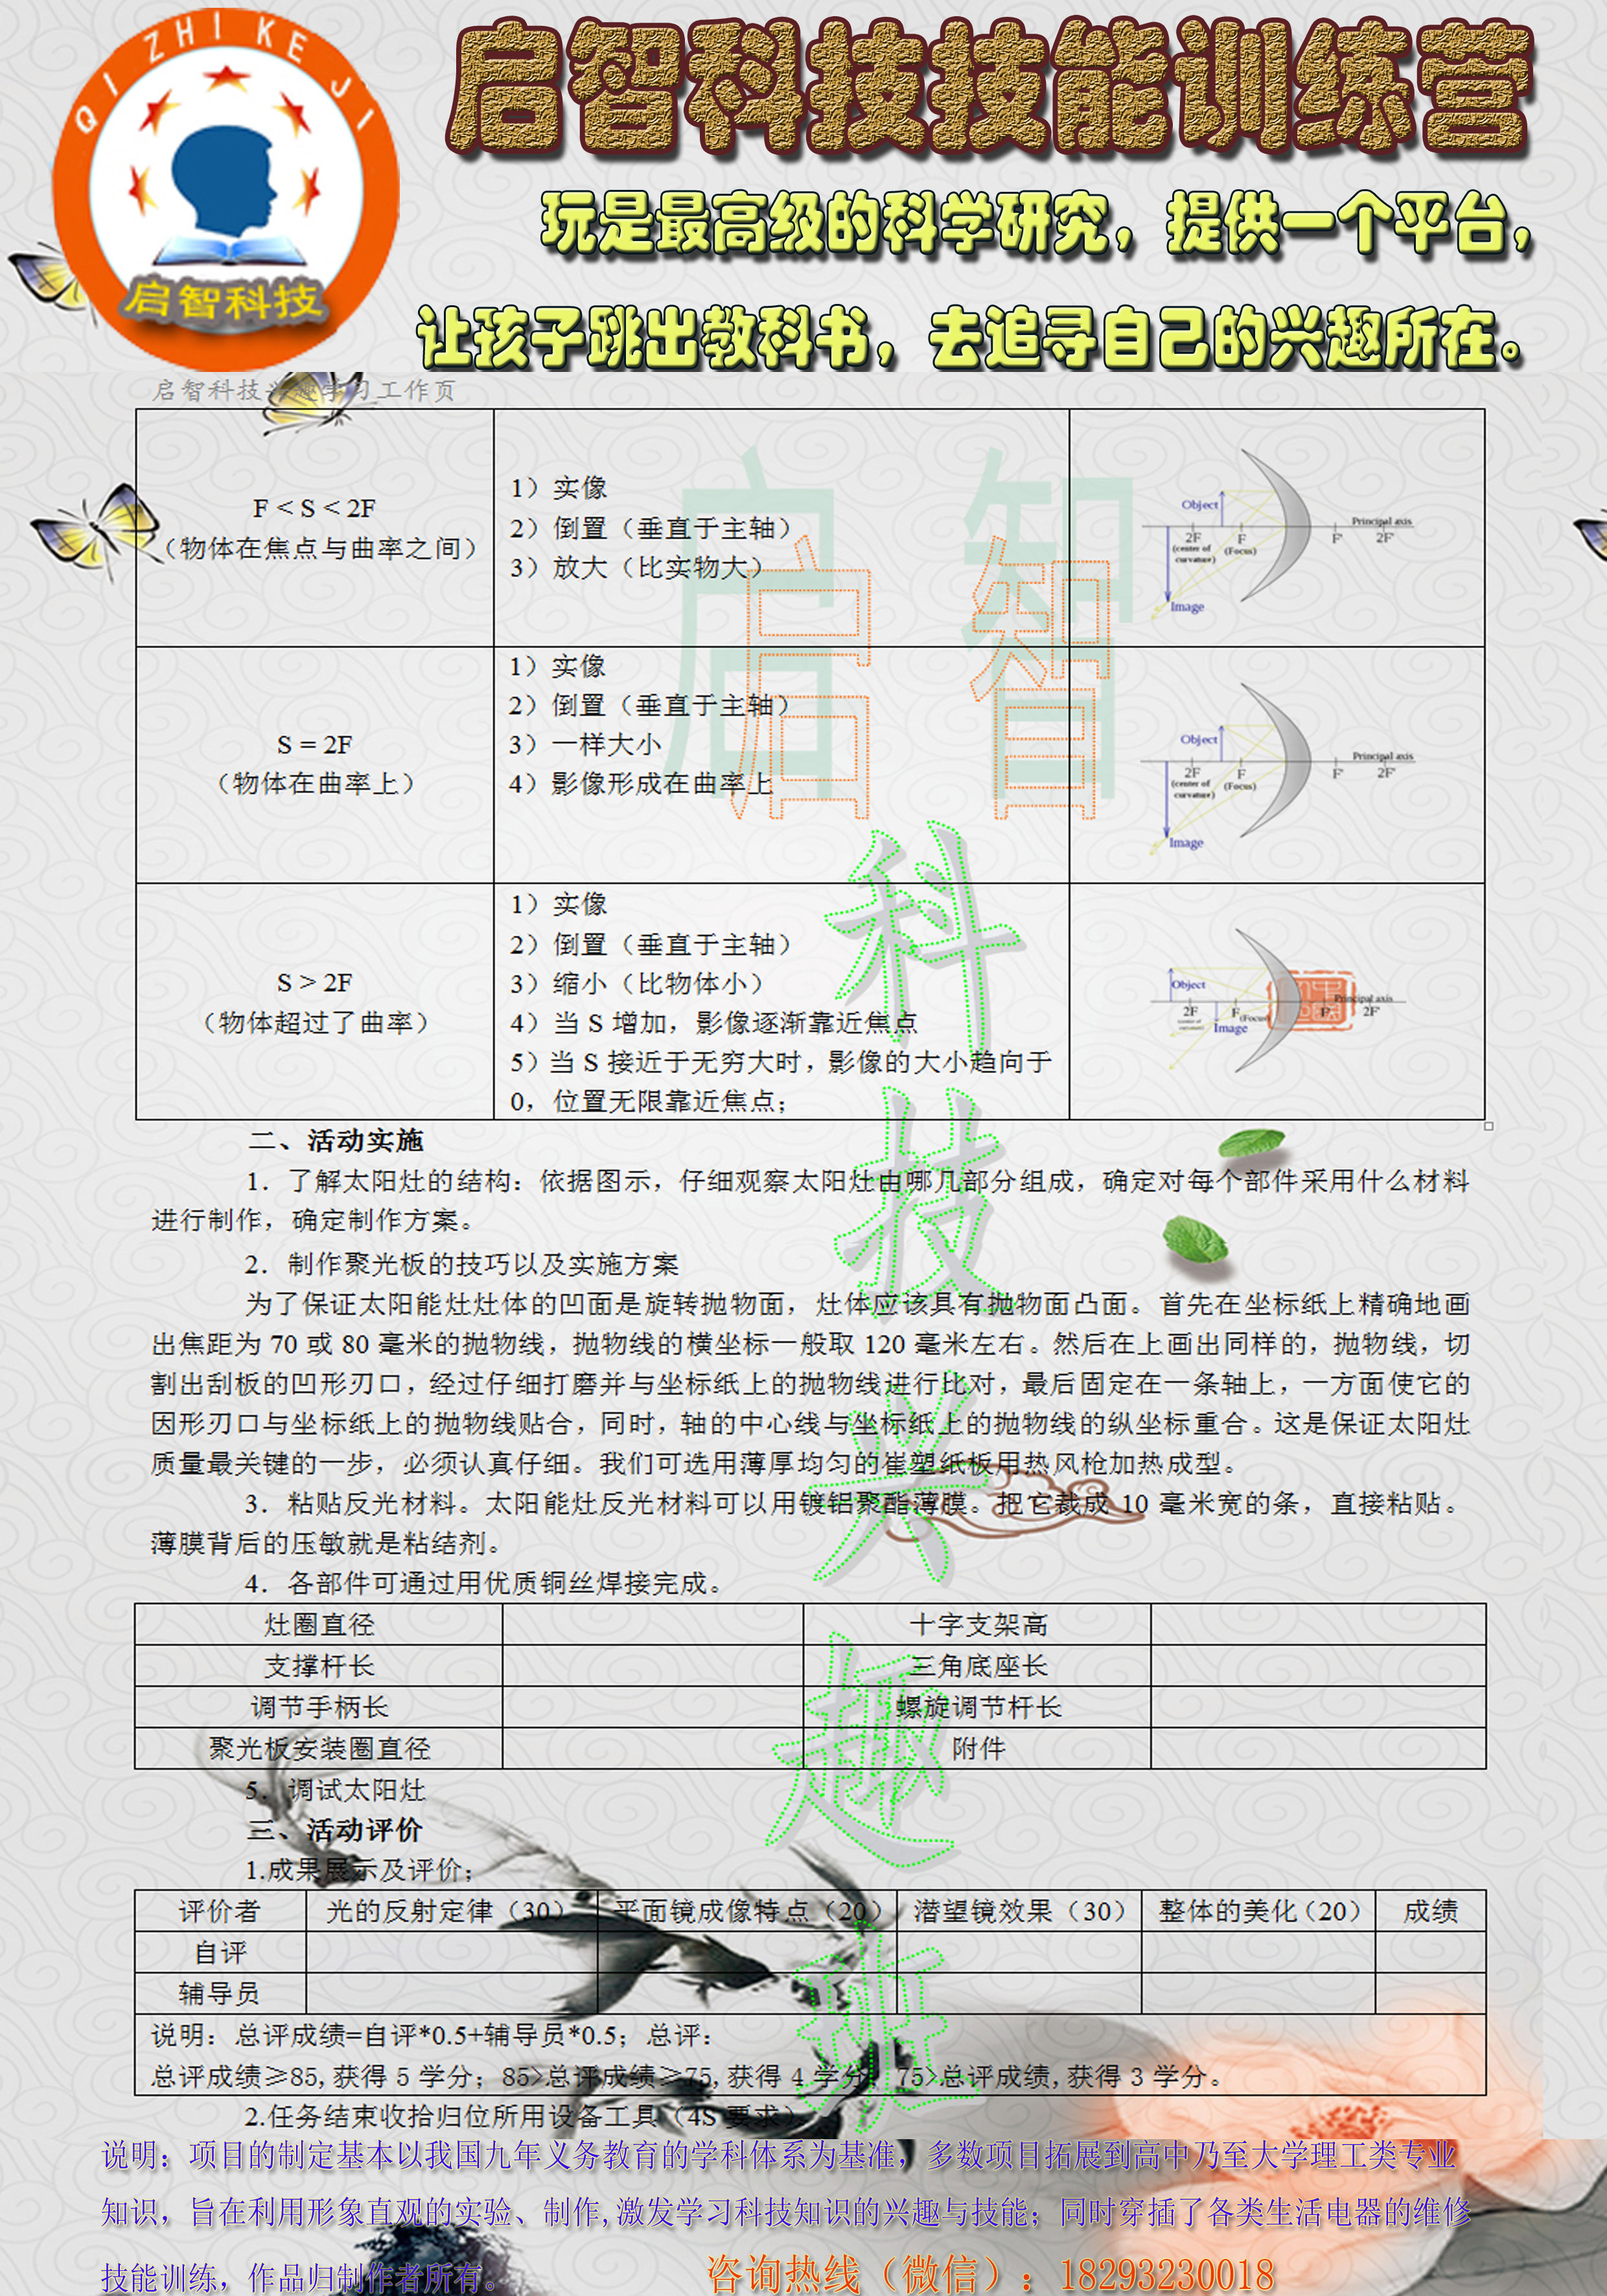 QI ZHI KE JI
启智科技
启智科技技能训练营
玩是最高级的科学研究，提供一个平台，
让孩子跳出教科书，去追寻自己的兴趣所在。
启智科技兴趣学习工作页
F < S < 2F
（物体在焦点与曲率之间）
1）实像
2）倒置（垂直于主轴）
3）放大（比实物大）
Object
Principal axis
2F F F' 2F'
(center of curvature) (Focus)
Image
S = 2F
（物体在曲率上）
1）实像
2）倒置（垂直于主轴）
3）一样大小
4）影像形成在曲率上
Object
Principal axis
2F F F' 2F'
(center of curvature) (Focus)
Image
S > 2F
（物体超过了曲率）
1）实像
2）倒置（垂直于主轴）
3）缩小（比物体小）
4）当 S 增加，影像逐渐靠近焦点
5）当 S 接近于无穷大时，影像的大小趋向于
0，位置无限靠近焦点；
Object
Principal axis
2F F (Focus) F' 2F'
(center of curvature)
Image
启智
科技兴趣班
二、活动实施
1．了解太阳灶的结构：依据图示，仔细观察太阳灶由哪几部分组成，确定对每个部件采用什么材料
进行制作，确定制作方案。
2．制作聚光板的技巧以及实施方案
为了保证太阳能灶灶体的凹面是旋转抛物面，灶体应该具有抛物面凸面。首先在坐标纸上精确地画
出焦距为 70 或 80 毫米的抛物线，抛物线的横坐标一般取 120 毫米左右。然后在上画出同样的，抛物线，切
割出刮板的凹形刃口，经过仔细打磨并与坐标纸上的抛物线进行比对，最后固定在一条轴上，一方面使它的
因形刃口与坐标纸上的抛物线贴合，同时，轴的中心线与坐标纸上的抛物线的纵坐标重合。这是保证太阳灶
质量最关键的一步，必须认真仔细。我们可选用薄厚均匀的崔塑纸板用热风枪加热成型。
3．粘贴反光材料。太阳能灶反光材料可以用镀铝聚酯薄膜。把它裁成 10 毫米宽的条，直接粘贴。
薄膜背后的压敏就是粘结剂。
4．各部件可通过用优质铜丝焊接完成。
灶圈直径 十字支架高
支撑杆长 三角底座长
调节手柄长 螺旋调节杆长
聚光板安装圈直径 附件
5．调试太阳灶
三、活动评价
1.成果展示及评价；
评价者 光的反射定律（30） 平面镜成像特点（20） 潜望镜效果（30） 整体的美化（20） 成绩
自评
辅导员
说明：总评成绩=自评*0.5+辅导员*0.5；总评：
总评成绩≥85,获得 5 学分；85>总评成绩≥75,获得 4 学分；75>总评成绩,获得 3 学分。
2.任务结束收拾归位所用设备工具（4S 要求）
说明：项目的制定基本以我国九年义务教育的学科体系为基准，多数项目拓展到高中乃至大学理工类专业
知识，旨在利用形象直观的实验、制作,激发学习科技知识的兴趣与技能；同时穿插了各类生活电器的维修
技能训练，作品归制作者所有。
咨询热线（微信）：18293230018